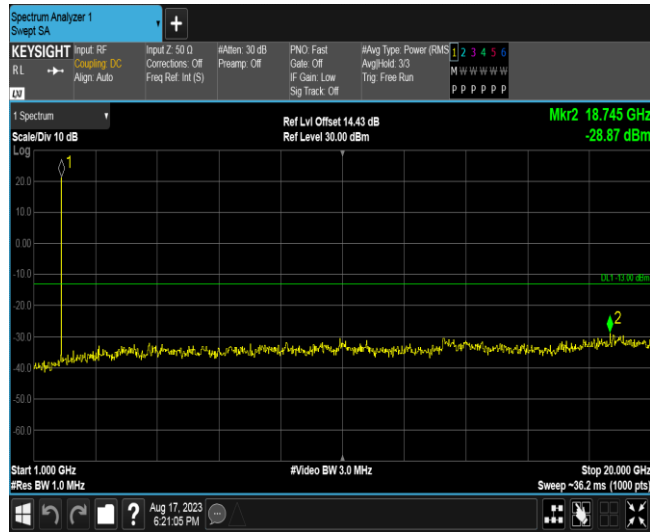 Spectrum Analyzer 1
Swept SA
+
KEYSIGHT Input: RF Input Z: 50 Ω #Atten: 30 dB PNO: Fast #Avg Type: Power (RMS 1 2 3 4 5 6
RL Coupling: DC Corrections: Off Preamp: Off Gate: Off Avg|Hold: 3/3 M W W W W W
Align: Auto Freq Ref: Int (S) IF Gain: Low Trig: Free Run
Sig Track: Off P P P P P P
LXI
1 Spectrum Ref Lvl Offset 14.43 dB Mkr2 18.745 GHz
Scale/Div 10 dB Ref Level 30.00 dBm -28.87 dBm
Log
1
20.0
10.0
0.00
-10.0
DL1 -13.00 dBm
-20.0
2
-30.0
-40.0
-50.0
-60.0
Start 1.000 GHz #Video BW 3.0 MHz Stop 20.000 GHz
#Res BW 1.0 MHz Sweep ~36.2 ms (1000 pts)
? Aug 17, 2023
6:21:05 PM